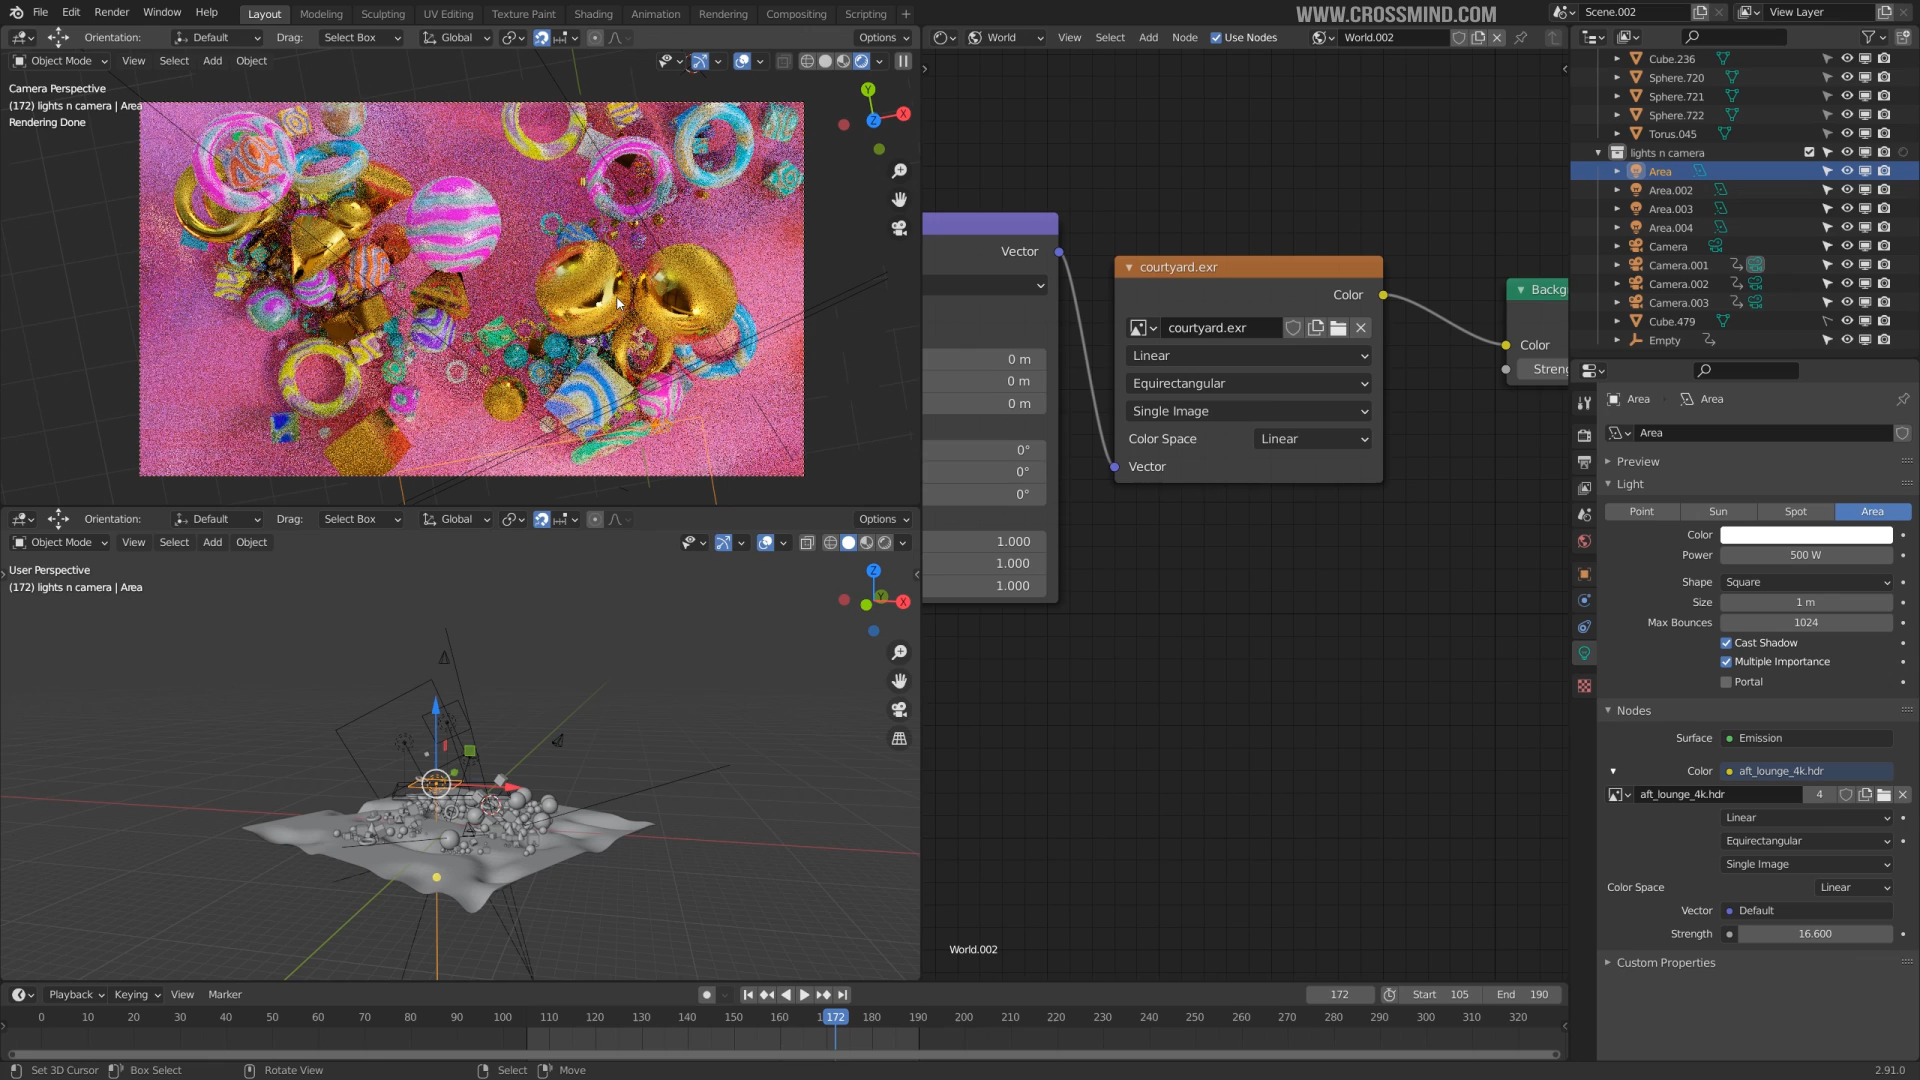 File Edit Render Window Help Layout Modeling Sculpting UV Editing Texture Paint Shading Animation Rendering Compositing Scripting +
WWW.CROSSMIND.COM
Scene.002 View Layer
Orientation: Default Drag: Select Box Global Options
World View Select Add Node Use Nodes World.002
Object Mode View Select Add Object
Camera Perspective
(172) lights n camera | Area
Rendering Done
Y
X
Z
Vector
0 m
0 m
0 m
0°
0°
0°
1.000
1.000
1.000
courtyard.exr
Color
courtyard.exr
Linear
Equirectangular
Single Image
Color Space Linear
Vector
Backg
Color
Streng
World.002
Orientation: Default Drag: Select Box Global Options
Object Mode View Select Add Object
User Perspective
(172) lights n camera | Area
Z
Y
X
Cube.236
Sphere.720
Sphere.721
Sphere.722
Torus.045
lights n camera
Area
Area.002
Area.003
Area.004
Camera
Camera.001
Camera.002
Camera.003
Cube.479
Empty
Area Area
Area
Preview
Light
Point Sun Spot Area
Color
Power 500 W
Shape Square
Size 1 m
Max Bounces 1024
Cast Shadow
Multiple Importance
Portal
Nodes
Surface Emission
Color aft_lounge_4k.hdr
aft_lounge_4k.hdr 4
Linear
Equirectangular
Single Image
Color Space Linear
Vector Default
Strength 16.600
Custom Properties
Playback Keying View Marker 172 Start 105 End 190
0 10 20 30 40 50 60 70 80 90 100 110 120 130 140 150 160 172 180 190 200 210 220 230 240 250 260 270 280 290 300 310 320
Set 3D Cursor Box Select Rotate View Select Move 2.91.0